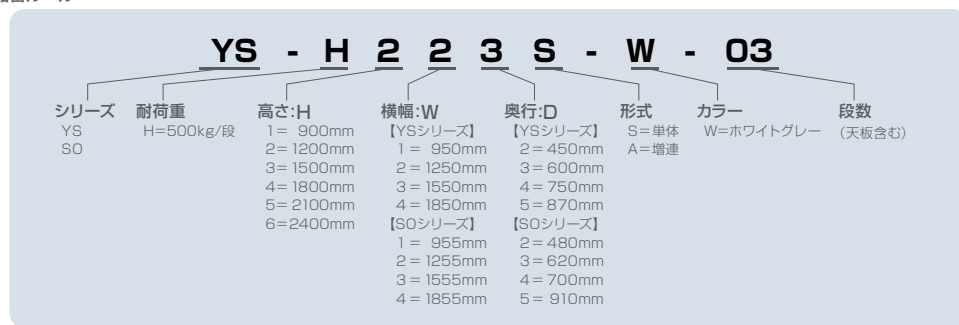 YS - H 2 2 3 S - W - 03
シリーズ
YS
SO
耐荷重
H=500kg/段
高さ:H
1= 900mm
2=1200mm
3=1500mm
4=1800mm
5=2100mm
6=2400mm
横幅:W
【YSシリーズ】
1= 950mm
2=1250mm
3=1550mm
4=1850mm
【SOシリーズ】
1= 955mm
2=1255mm
3=1555mm
4=1855mm
奥行:D
【YSシリーズ】
2=450mm
3=600mm
4=750mm
5=870mm
【SOシリーズ】
2=480mm
3=620mm
4=700mm
5= 910mm
形式
S=単体
A=増連
カラー
W=ホワイトグレー
段数
(天板含む)